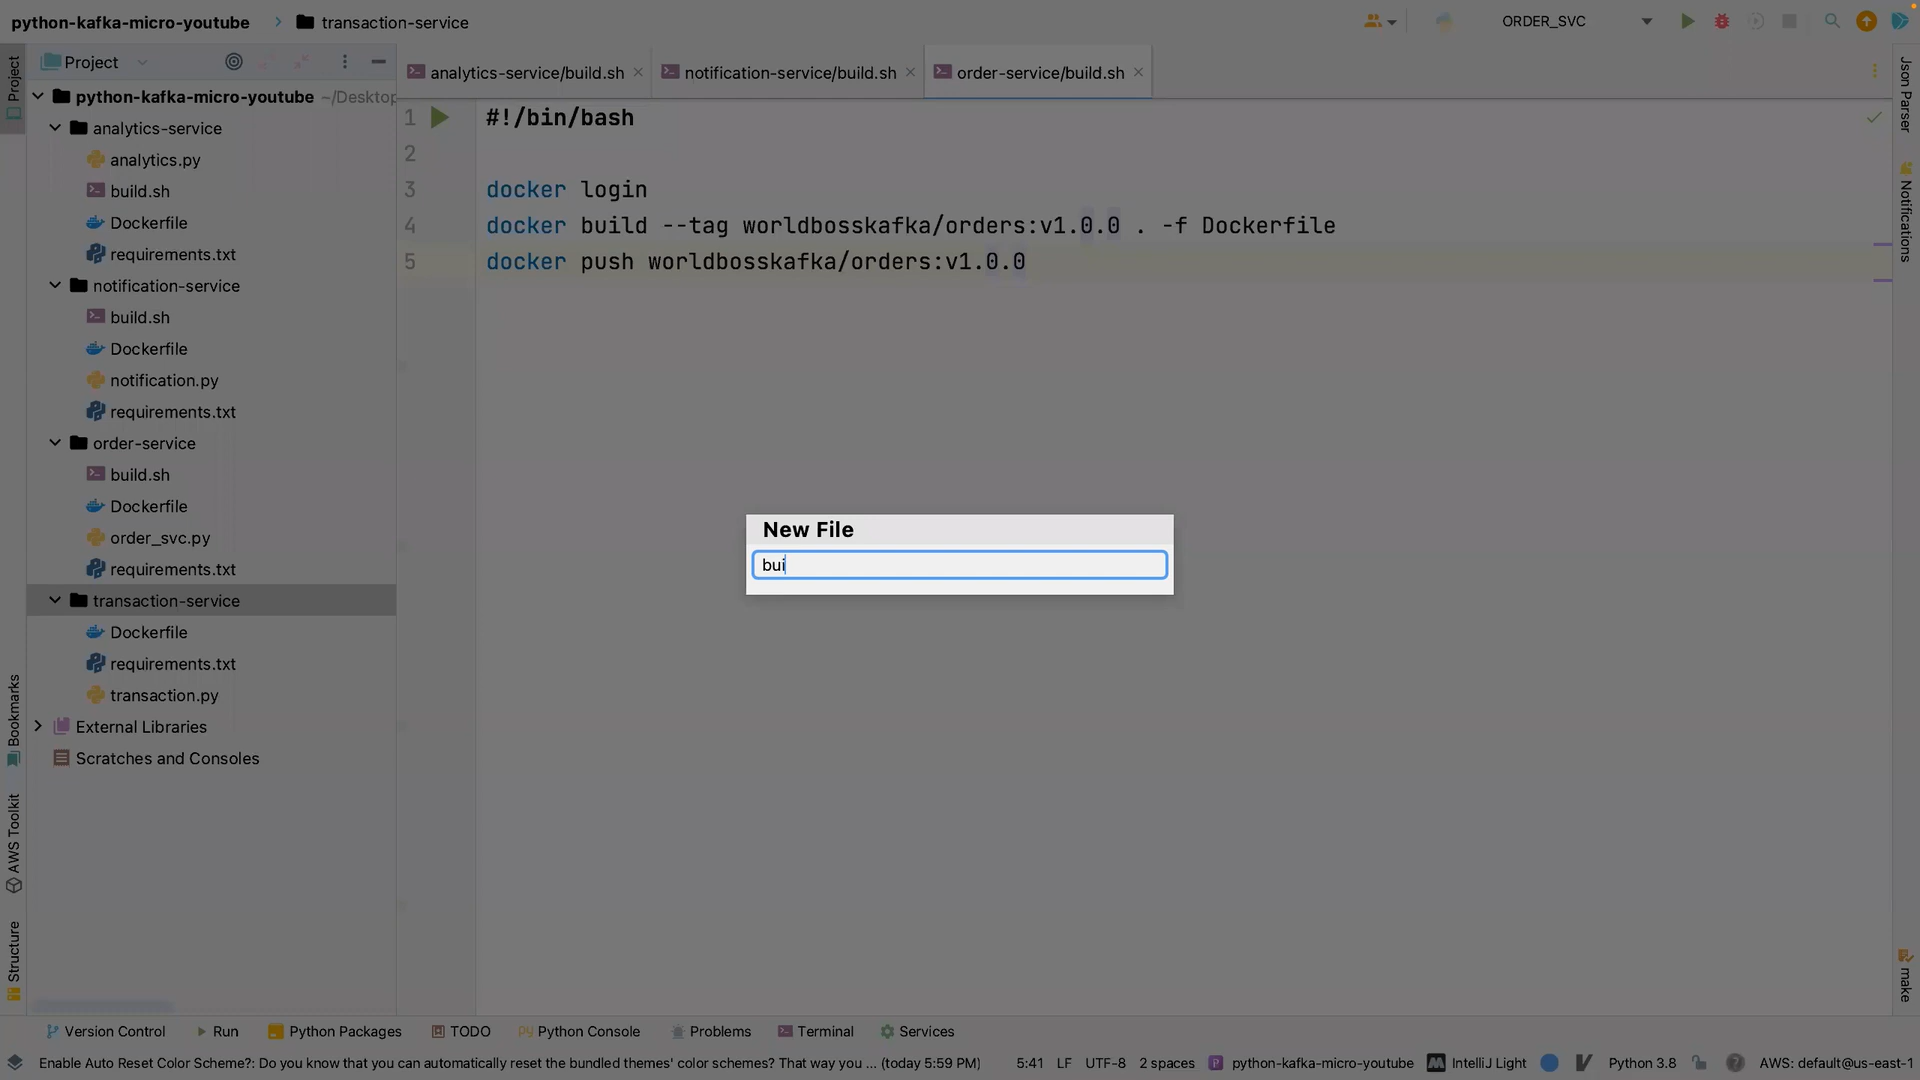 python-kafka-micro-youtube > transaction-service
ORDER_SVC
Project
analytics-service/build.sh
notification-service/build.sh
order-service/build.sh
Project
python-kafka-micro-youtube ~/Desktop
analytics-service
analytics.py
build.sh
Dockerfile
requirements.txt
notification-service
build.sh
Dockerfile
notification.py
requirements.txt
order-service
build.sh
Dockerfile
order_svc.py
requirements.txt
transaction-service
Dockerfile
requirements.txt
transaction.py
External Libraries
Scratches and Consoles
Bookmarks
AWS Toolkit
Structure
1 #!/bin/bash
2
3 docker login
4 docker build --tag worldbosskafka/orders:v1.0.0 . -f Dockerfile
5 docker push worldbosskafka/orders:v1.0.0
New File
bui
Json Parser
Notifications
make
Version Control
Run
Python Packages
TODO
Python Console
Problems
Terminal
Services
Enable Auto Reset Color Scheme?: Do you know that you can automatically reset the bundled themes' color schemes? That way you ... (today 5:59 PM)
5:41 LF UTF-8 2 spaces python-kafka-micro-youtube IntelliJ Light Python 3.8 AWS: default@us-east-1